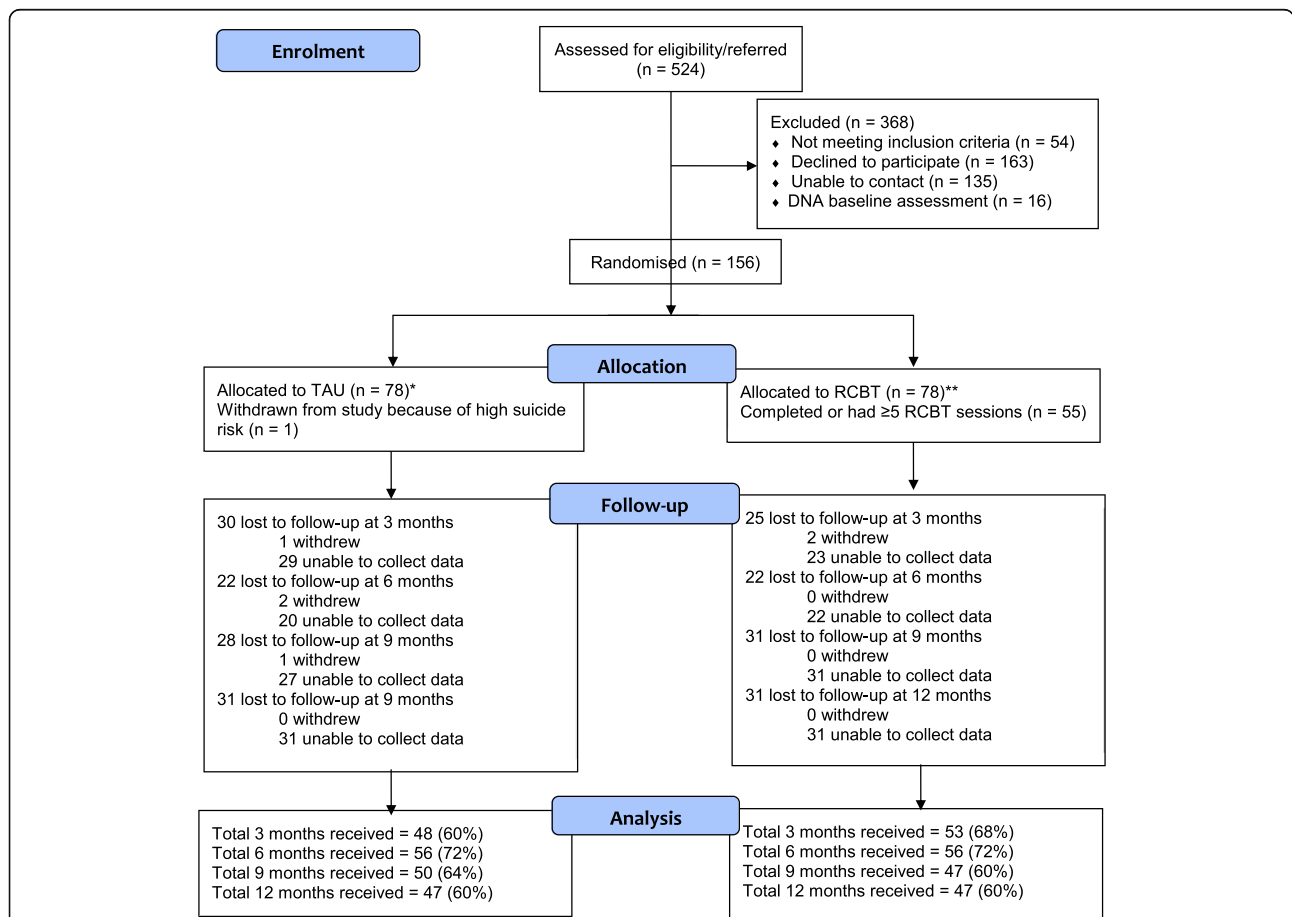 Enrolment
Assessed for eligibility/referred
(n = 524)
Excluded (n = 368)
♦ Not meeting inclusion criteria (n = 54)
♦ Declined to participate (n = 163)
♦ Unable to contact (n = 135)
♦ DNA baseline assessment (n = 16)
Randomised (n = 156)
Allocation
Allocated to TAU (n = 78)*
Withdrawn from study because of high suicide
risk (n = 1)
Allocated to RCBT (n = 78)**
Completed or had ≥5 RCBT sessions (n = 55)
Follow-up
30 lost to follow-up at 3 months
1 withdrew
29 unable to collect data
22 lost to follow-up at 6 months
2 withdrew
20 unable to collect data
28 lost to follow-up at 9 months
1 withdrew
27 unable to collect data
31 lost to follow-up at 9 months
0 withdrew
31 unable to collect data
25 lost to follow-up at 3 months
2 withdrew
23 unable to collect data
22 lost to follow-up at 6 months
0 withdrew
22 unable to collect data
31 lost to follow-up at 9 months
0 withdrew
31 unable to collect data
31 lost to follow-up at 12 months
0 withdrew
31 unable to collect data
Analysis
Total 3 months received = 48 (60%)
Total 6 months received = 56 (72%)
Total 9 months received = 50 (64%)
Total 12 months received = 47 (60%)
Total 3 months received = 53 (68%)
Total 6 months received = 56 (72%)
Total 9 months received = 47 (60%)
Total 12 months received = 47 (60%)